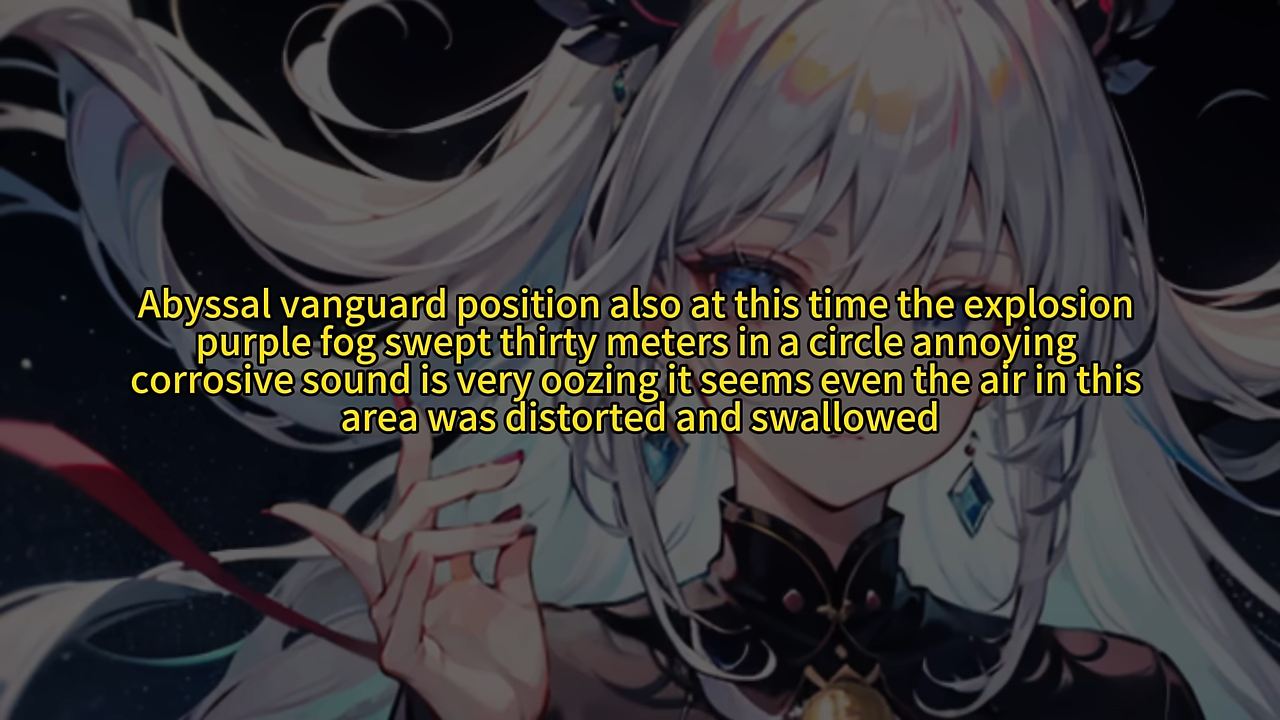 Abyssal vanguard position also at this time the explosion
purple fog swept thirty meters in a circle annoying
corrosive sound is very oozing it seems even the air in this
area was distorted and swallowed